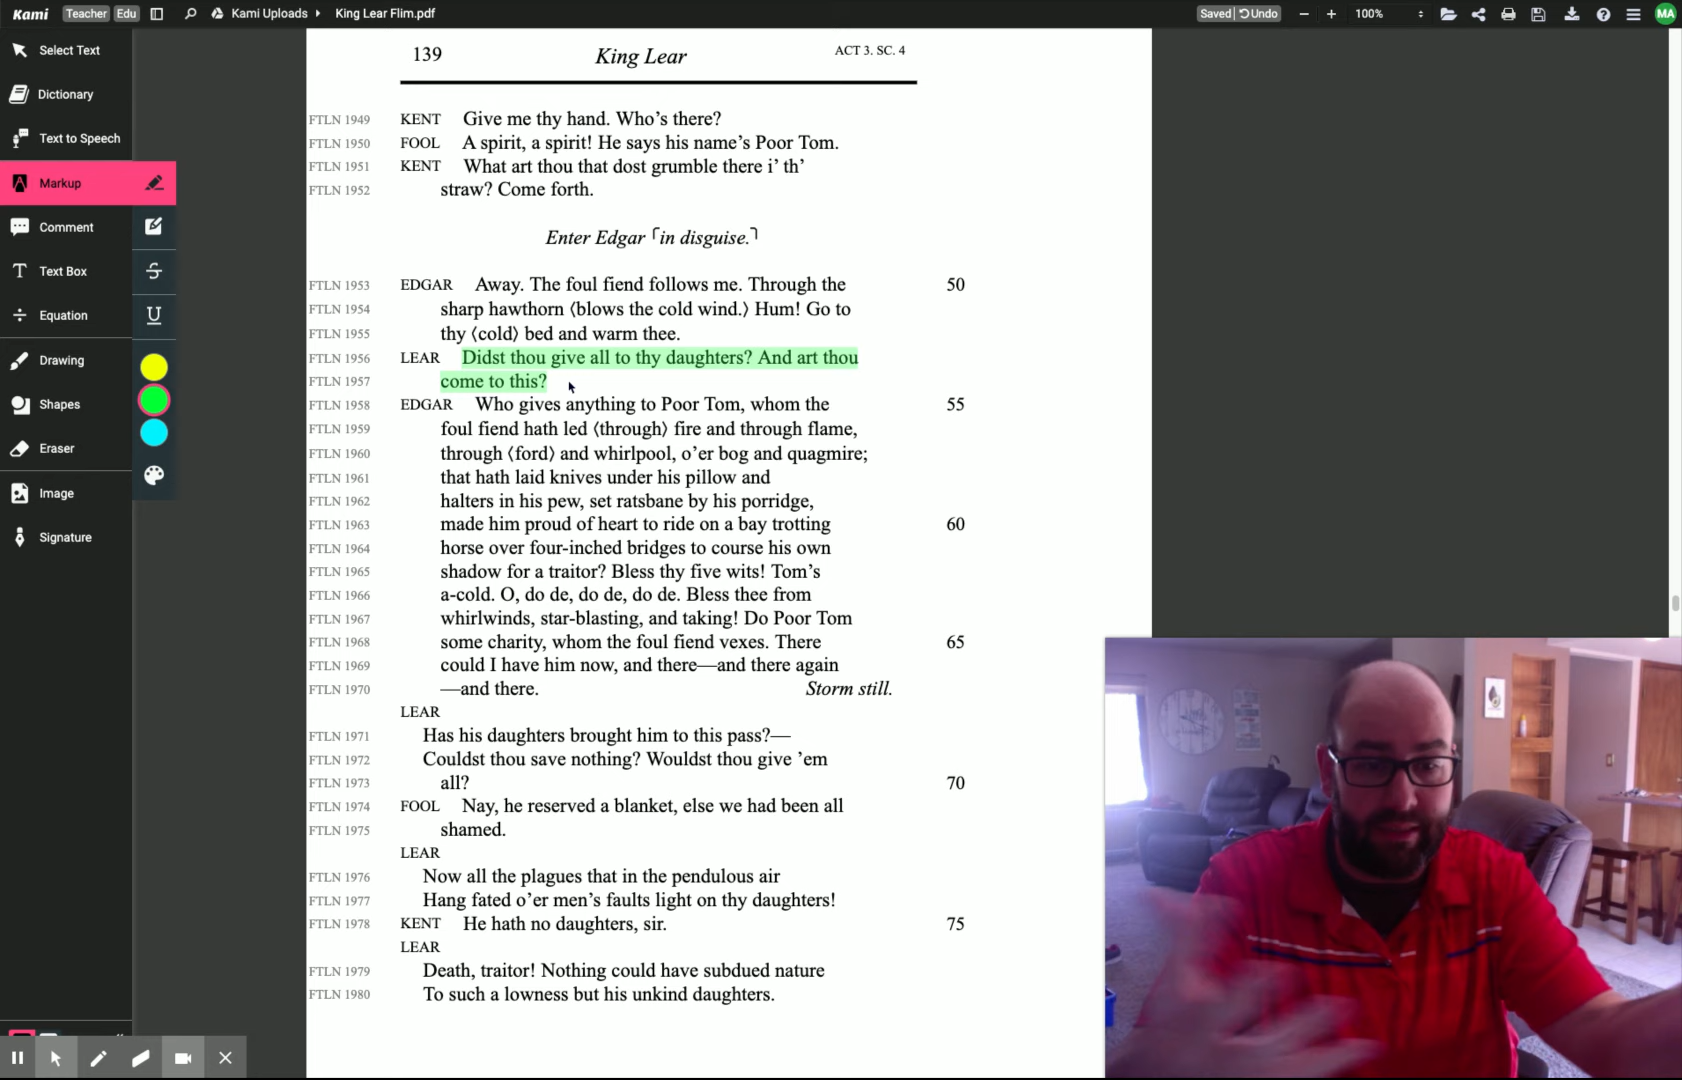 Kami Teacher Edu Kami Uploads King Lear Flim.pdf Saved Undo 100% MA
Select Text
Dictionary
Text to Speech
Markup
Comment
Text Box
Equation
Drawing
Shapes
Eraser
Image
Signature
139 King Lear ACT 3. SC. 4
FTLN 1949 KENT Give me thy hand. Who’s there?
FTLN 1950 FOOL A spirit, a spirit! He says his name’s Poor Tom.
FTLN 1951 KENT What art thou that dost grumble there i’ th’
FTLN 1952 straw? Come forth.
Enter Edgar ⌜in disguise.⌝
FTLN 1953 EDGAR Away. The foul fiend follows me. Through the 50
FTLN 1954 sharp hawthorn ⟨blows the cold wind.⟩ Hum! Go to
FTLN 1955 thy ⟨cold⟩ bed and warm thee.
FTLN 1956 LEAR Didst thou give all to thy daughters? And art thou
FTLN 1957 come to this?
FTLN 1958 EDGAR Who gives anything to Poor Tom, whom the 55
FTLN 1959 foul fiend hath led ⟨through⟩ fire and through flame,
FTLN 1960 through ⟨ford⟩ and whirlpool, o’er bog and quagmire;
FTLN 1961 that hath laid knives under his pillow and
FTLN 1962 halters in his pew, set ratsbane by his porridge,
FTLN 1963 made him proud of heart to ride on a bay trotting 60
FTLN 1964 horse over four-inched bridges to course his own
FTLN 1965 shadow for a traitor? Bless thy five wits! Tom’s
FTLN 1966 a-cold. O, do de, do de, do de. Bless thee from
FTLN 1967 whirlwinds, star-blasting, and taking! Do Poor Tom
FTLN 1968 some charity, whom the foul fiend vexes. There 65
FTLN 1969 could I have him now, and there—and there again
FTLN 1970 —and there. Storm still.
LEAR
FTLN 1971 Has his daughters brought him to this pass?—
FTLN 1972 Couldst thou save nothing? Wouldst thou give ’em
FTLN 1973 all? 70
FTLN 1974 FOOL Nay, he reserved a blanket, else we had been all
FTLN 1975 shamed.
LEAR
FTLN 1976 Now all the plagues that in the pendulous air
FTLN 1977 Hang fated o’er men’s faults light on thy daughters!
FTLN 1978 KENT He hath no daughters, sir. 75
LEAR
FTLN 1979 Death, traitor! Nothing could have subdued nature
FTLN 1980 To such a lowness but his unkind daughters.